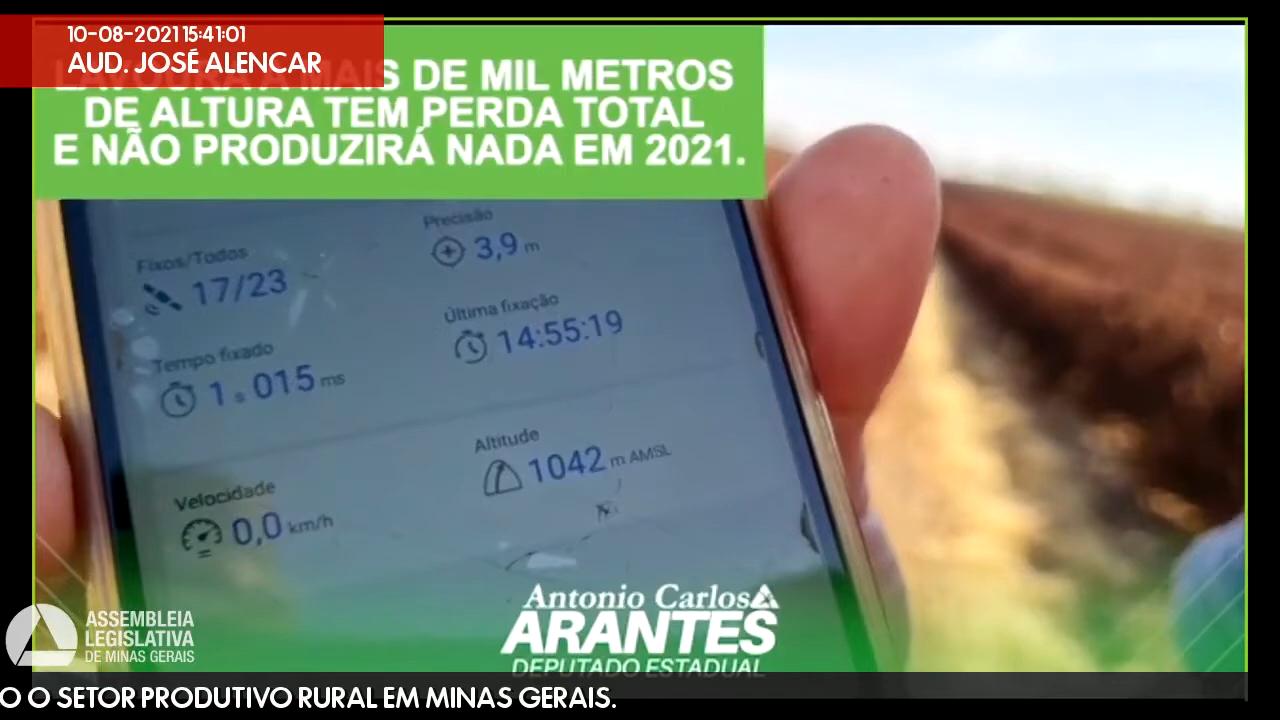 10-08-2021 15:41:01
AUD. JOSÉ ALENCAR
MAIS DE MIL METROS
DE ALTURA TEM PERDA TOTAL
E NÃO PRODUZIRÁ NADA EM 2021.
Precisão
3,9 m
Fixos/Todos
17/23
Última fixação
14:55:19
Tempo fixado
1.015 ms
Altitude
1042 m AMSL
Velocidade
0,0 km/h
Antonio Carlos
ARANTES
DEPUTADO ESTADUAL
ASSEMBLEIA
LEGISLATIVA
DE MINAS GERAIS
O O SETOR PRODUTIVO RURAL EM MINAS GERAIS.